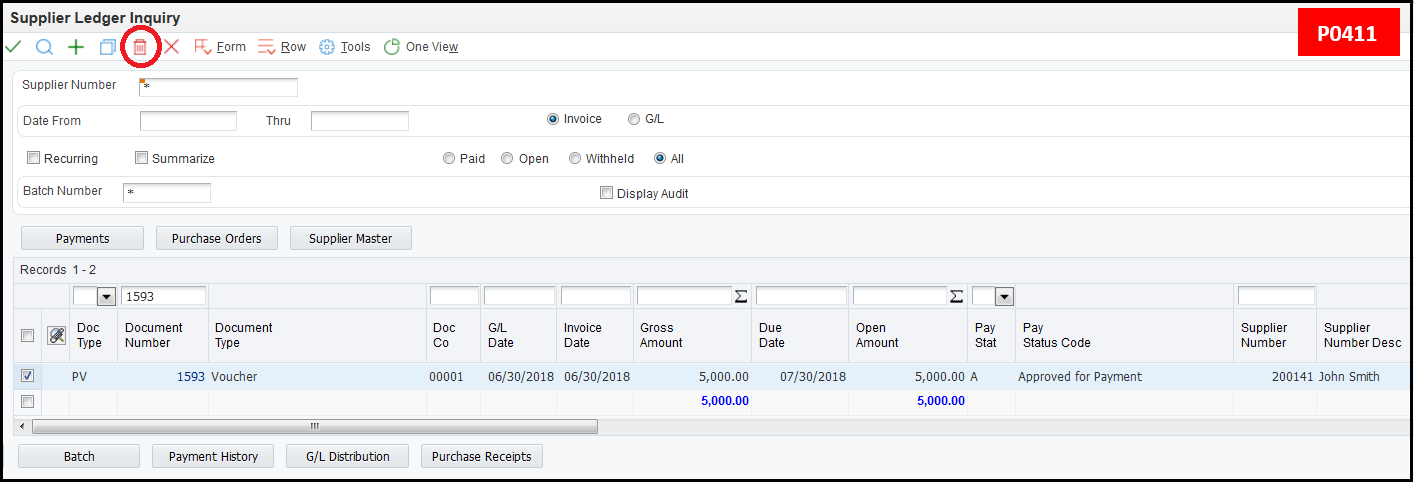 Supplier Ledger Inquiry
P0411
Form Row Tools One View
Supplier Number *
Date From Thru Invoice G/L
Recurring Summarize Paid Open Withheld All
Batch Number * Display Audit
Payments Purchase Orders Supplier Master
Records 1 - 2
1593 Σ Σ
Doc Document Document Doc G/L Invoice Gross Due Open Pay Pay Supplier Supplier
Type Number Type Co Date Date Amount Date Amount Stat Status Code Number Number Desc
PV 1593 Voucher 00001 06/30/2018 06/30/2018 5,000.00 07/30/2018 5,000.00 A Approved for Payment 200141 John Smith
5,000.00 5,000.00
Batch Payment History G/L Distribution Purchase Receipts